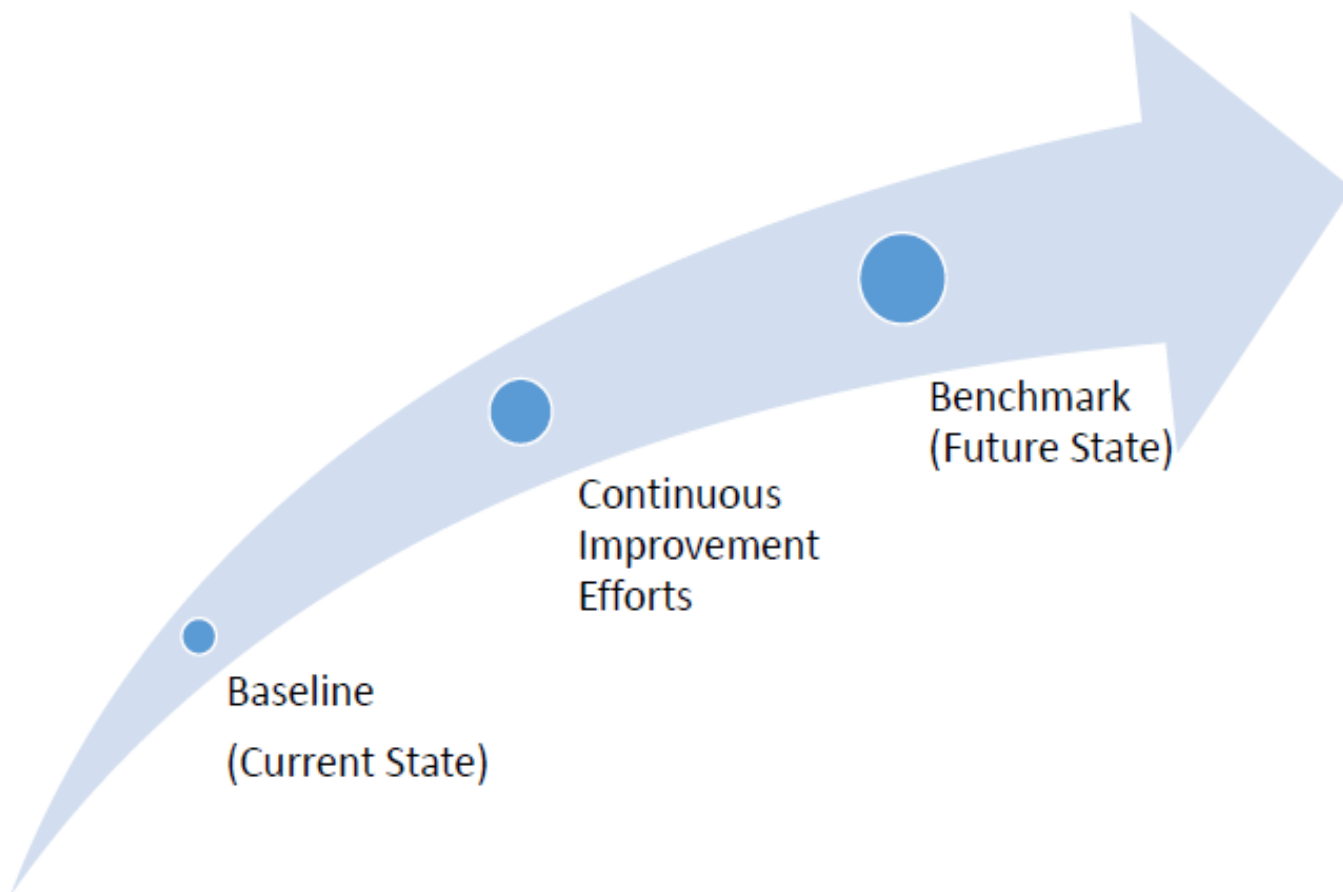 Baseline
(Current State)
Continuous
Improvement
Efforts
Benchmark
(Future State)